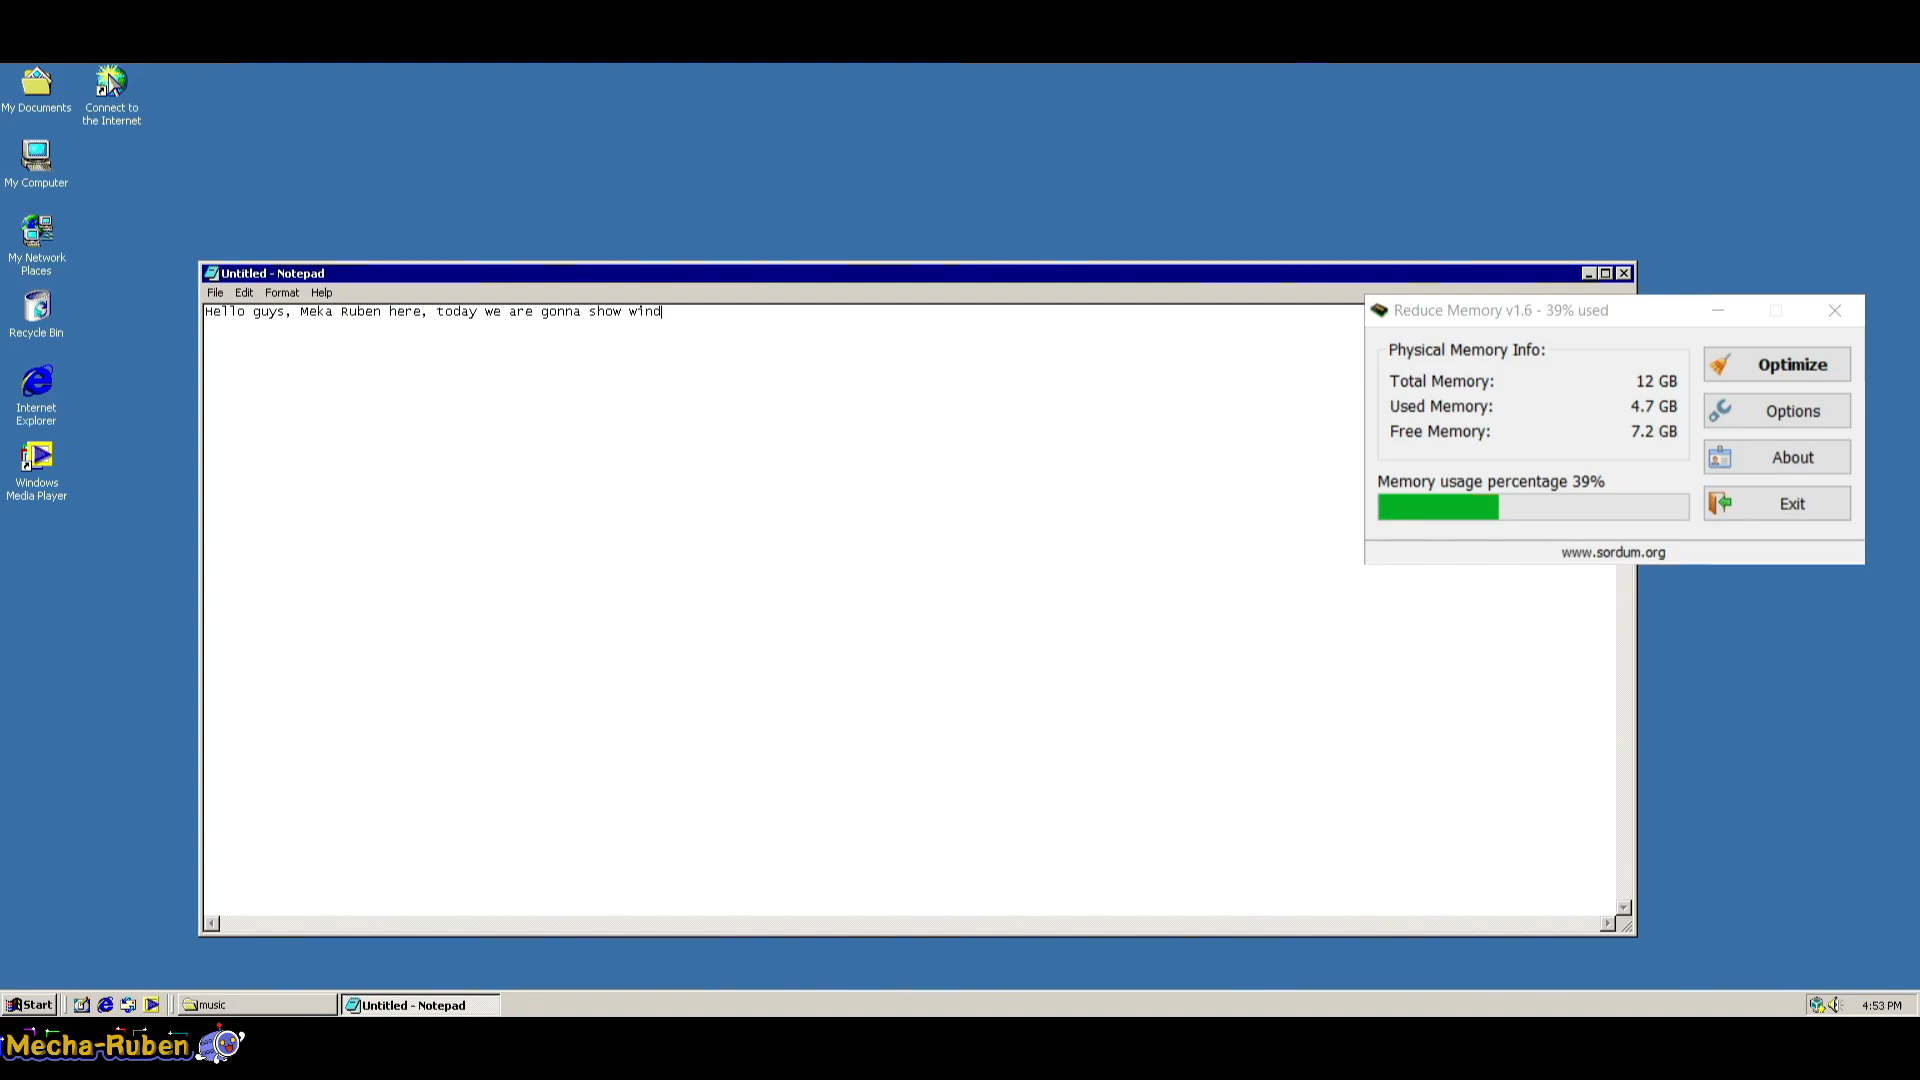 My Documents
Connect to
the Internet
My Computer
My Network
Places
Recycle Bin
Internet
Explorer
Windows
Media Player
Untitled - Notepad
File Edit Format Help
Hello guys, Meka Ruben here, today we are gonna show wind
Reduce Memory v1.6 - 39% used
Physical Memory Info:
Total Memory: 12 GB
Used Memory: 4.7 GB
Free Memory: 7.2 GB
Memory usage percentage 39%
Optimize
Options
About
Exit
www.sordum.org
Start
music
Untitled - Notepad
4:53 PM
Mecha-Ruben